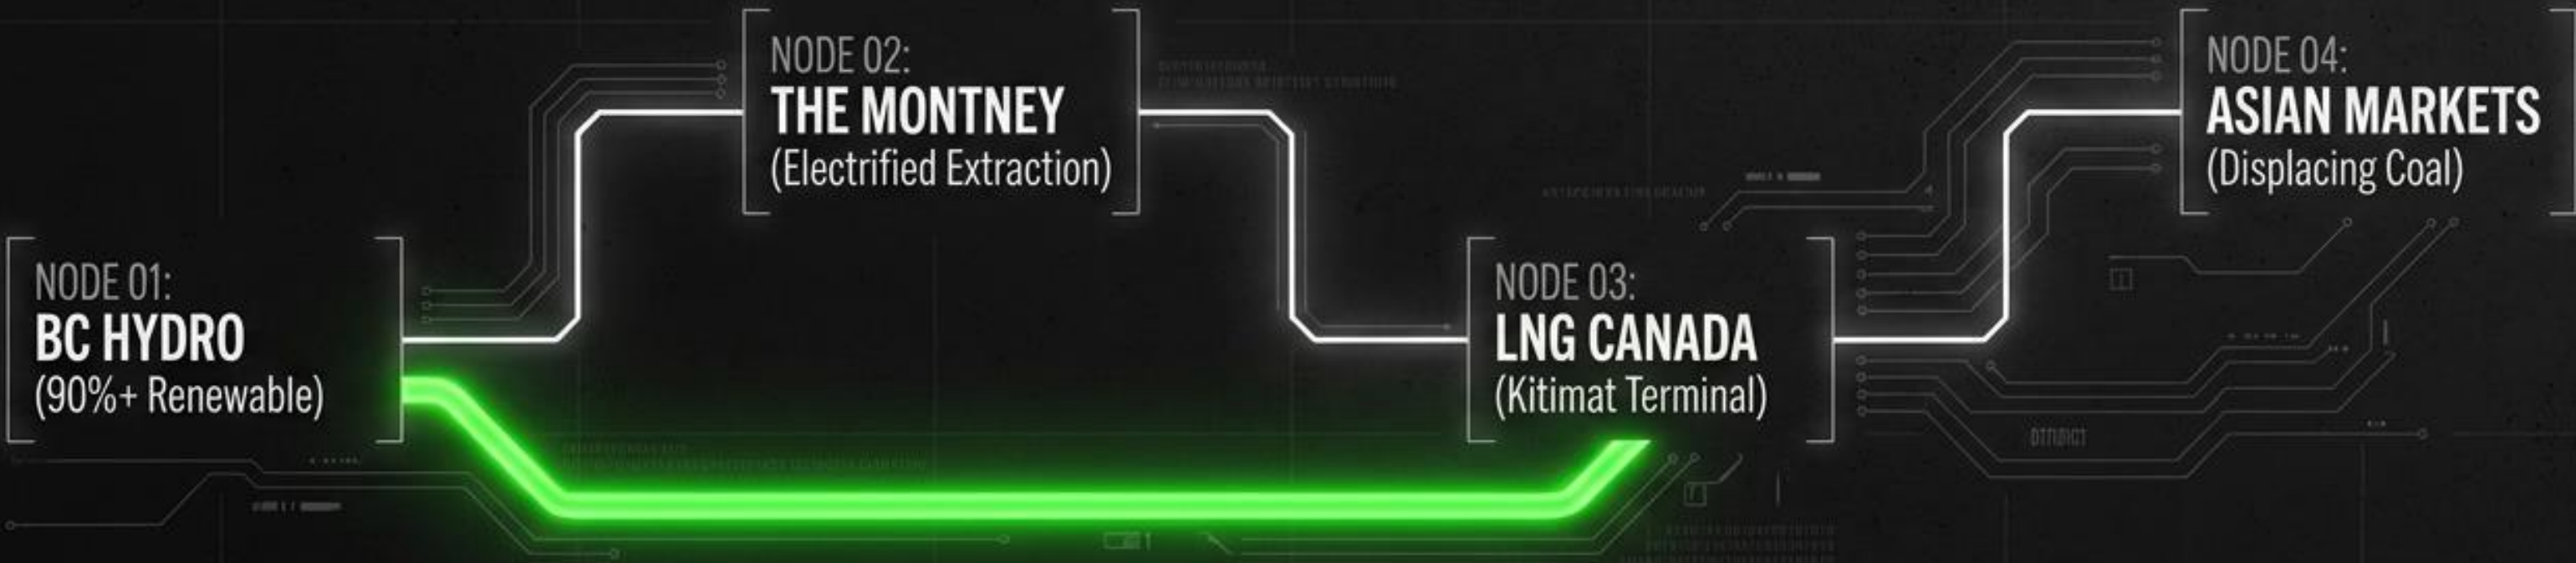 NODE 01:
BC HYDRO
(90%+ Renewable)
NODE 02:
THE MONTNEY
(Electrified Extraction)
NODE 03:
LNG CANADA
(Kitimat Terminal)
NODE 04:
ASIAN MARKETS
(Displacing Coal)